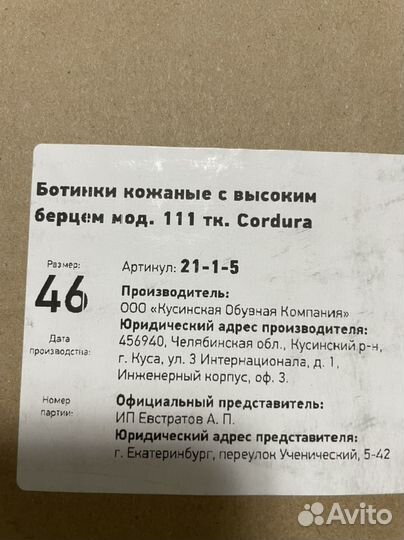 Ботинки кожаные с высоким
берцем мод. 111 тк. Cordura
Размер:
46
Артикул: 21-1-5
Производитель:
ООО «Кусинская Обувная Компания»
Юридический адрес производителя:
456940, Челябинская обл., Кусинский р-н,
г. Куса, ул. 3 Интернационала, д. 1,
Инженерный корпус, оф. 3.
Дата
производства:
Номер
партии:
Официальный представитель:
ИП Евстратов А. П.
Юридический адрес представителя:
г. Екатеринбург, переулок Ученический, 5-42
Avito